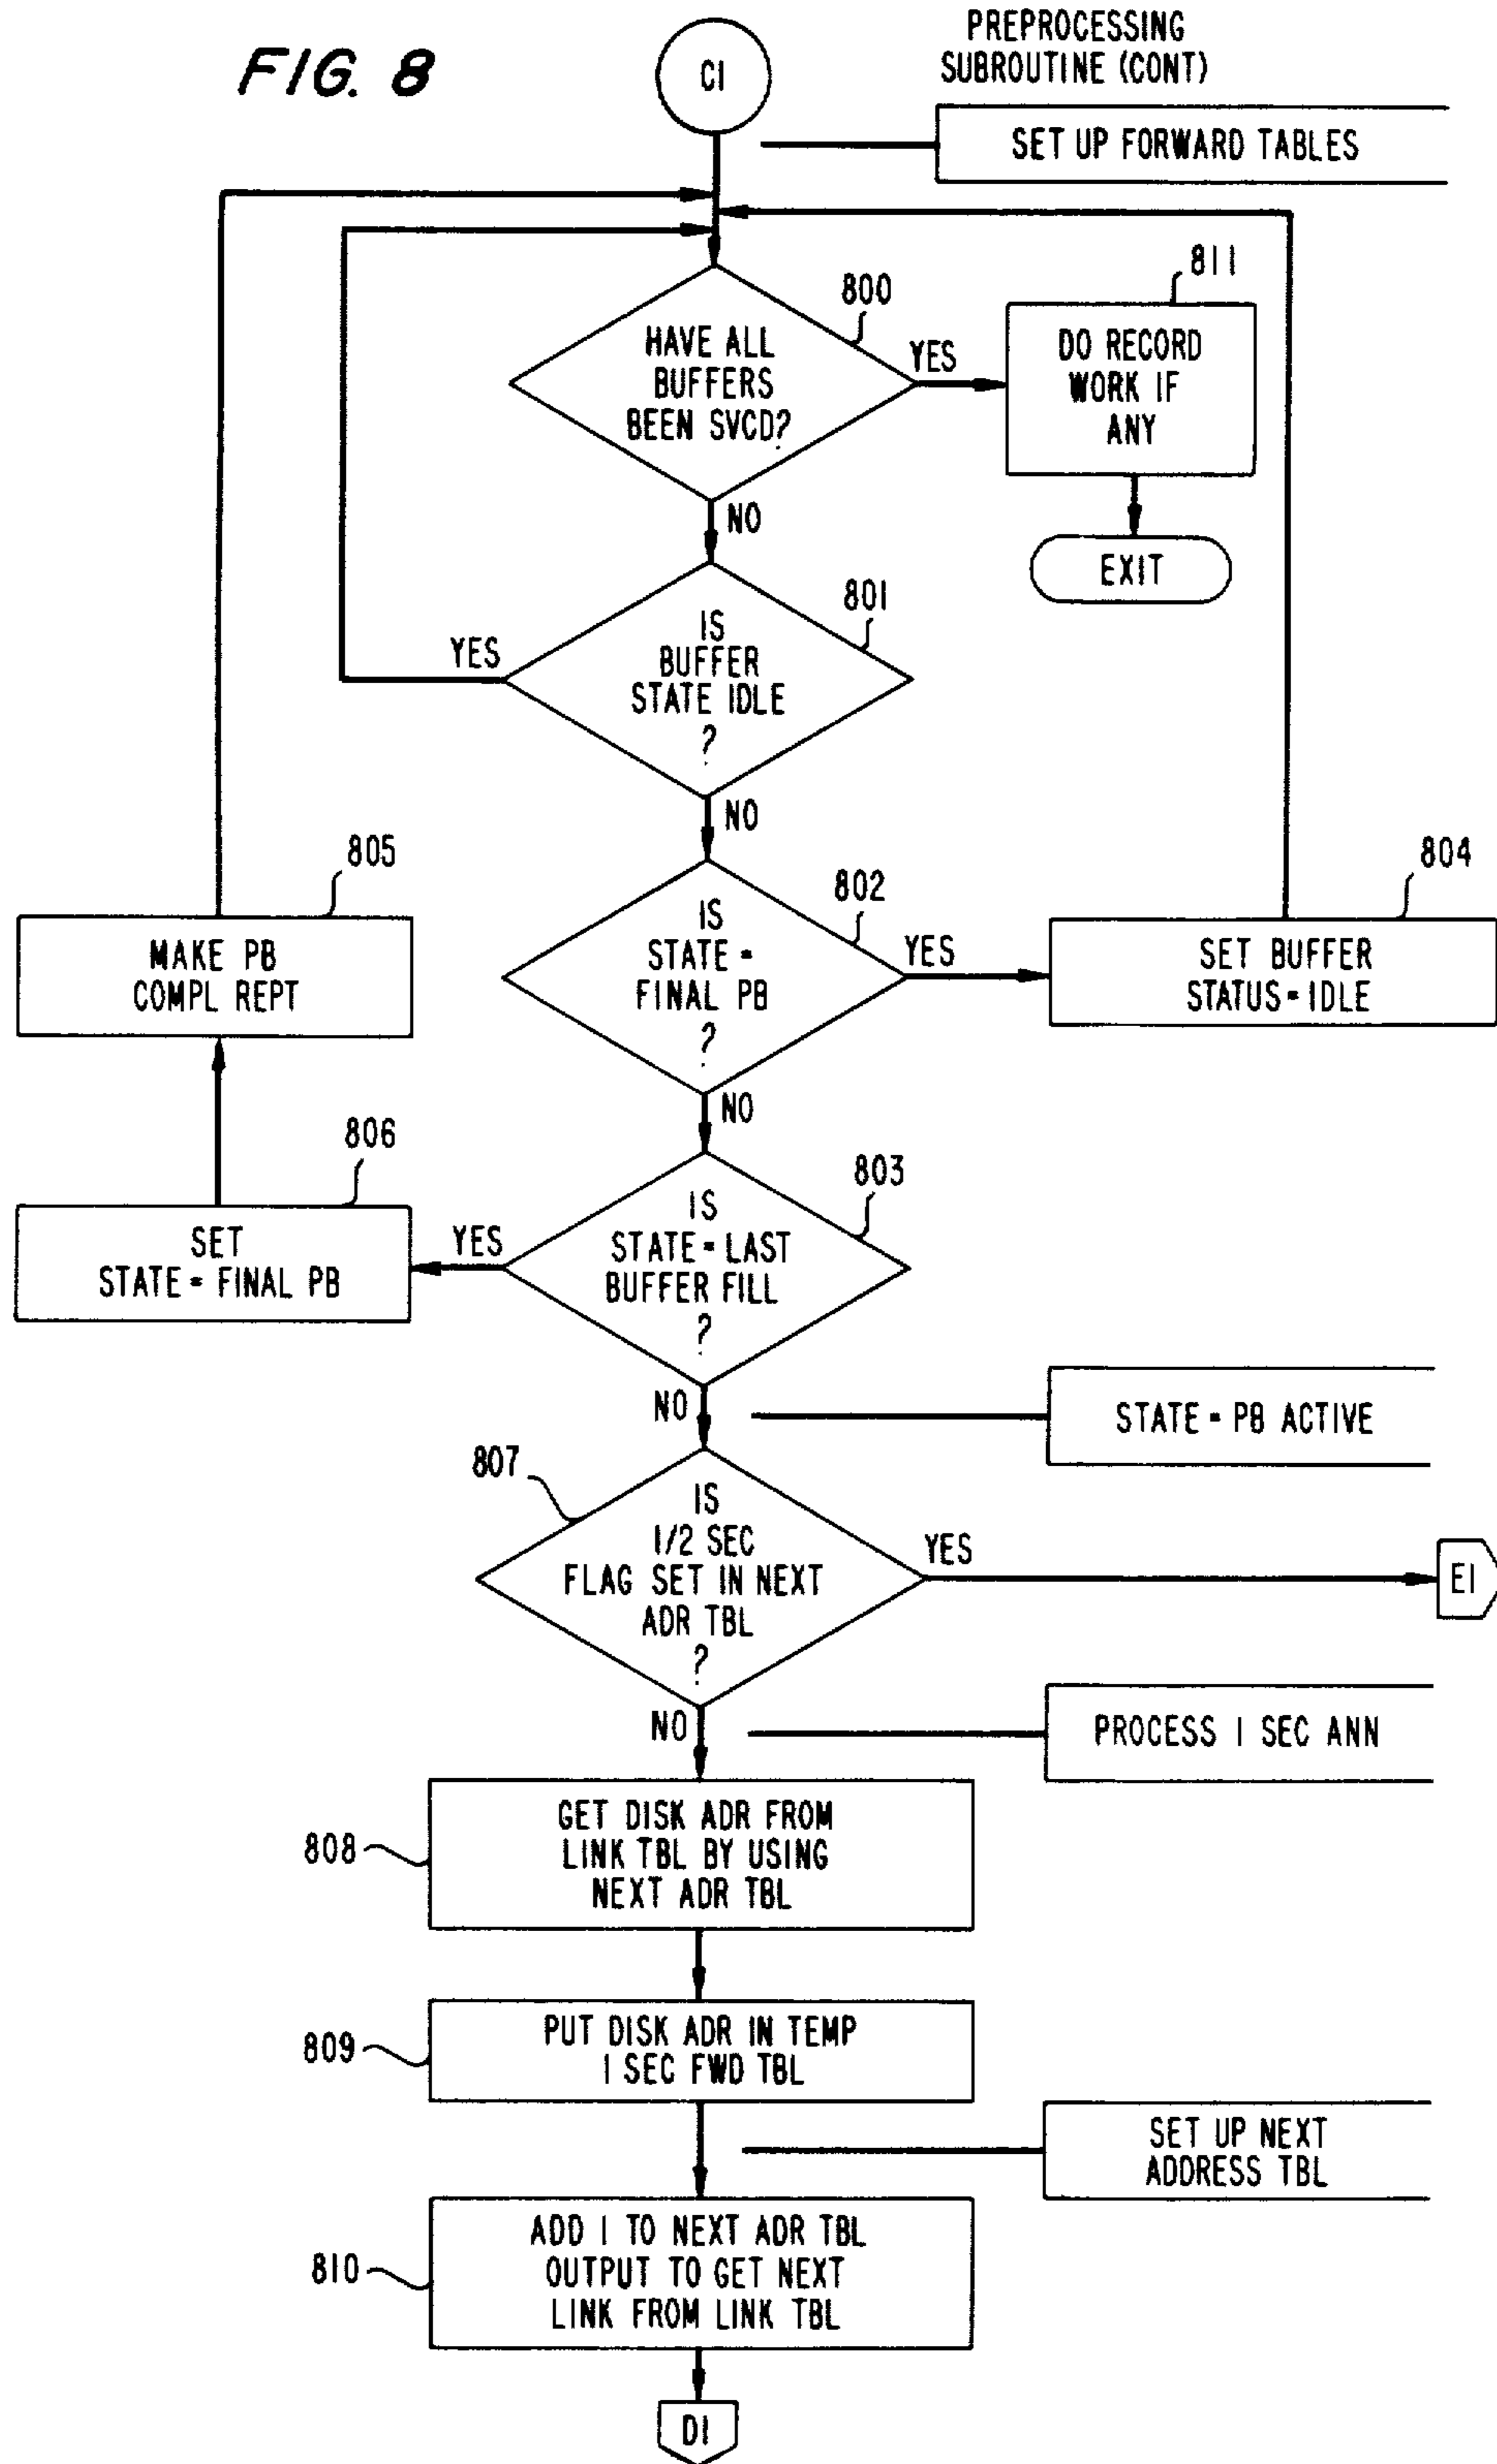 FIG. 8
C1
PREPROCESSING
SUBROUTINE (CONT)
SET UP FORWARD TABLES
800
HAVE ALL
BUFFERS
BEEN SVCD?
YES
811
DO RECORD
WORK IF
ANY
EXIT
NO
801
IS
BUFFER
STATE IDLE
?
YES
NO
802
IS
STATE =
FINAL PB
?
YES
804
SET BUFFER
STATUS = IDLE
805
MAKE PB
COMPL REPT
NO
806
SET
STATE = FINAL PB
803
IS
STATE = LAST
BUFFER FILL
?
YES
NO
STATE = PB ACTIVE
807
IS
1/2 SEC
FLAG SET IN NEXT
ADR TBL
?
YES
E1
NO
PROCESS 1 SEC ANN
808
GET DISK ADR FROM
LINK TBL BY USING
NEXT ADR TBL
809
PUT DISK ADR IN TEMP
1 SEC FWD TBL
SET UP NEXT
ADDRESS TBL
810
ADD 1 TO NEXT ADR TBL
OUTPUT TO GET NEXT
LINK FROM LINK TBL
D1